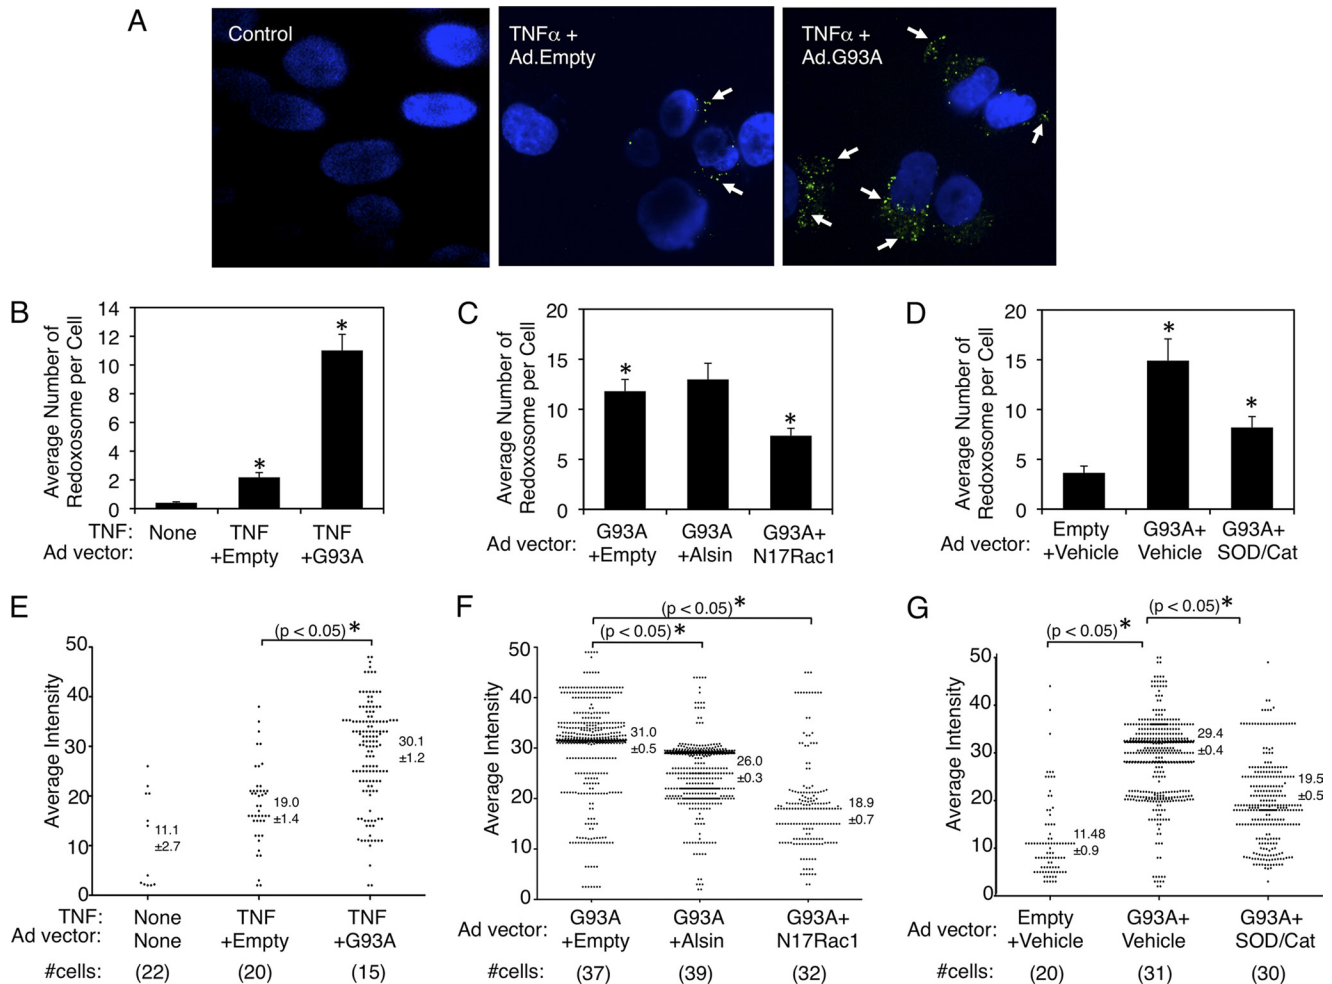 A
Control
TNFα +
Ad.Empty
TNFα +
Ad.G93A
B
Average Number of
Redoxosome per Cell
14
12
10
8
6
4
2
0
*
*
TNF:
Ad vector:
None
TNF
+Empty
TNF
+G93A
C
Average Number of
Redoxosome per Cell
20
15
10
5
0
*
*
Ad vector:
G93A
+Empty
G93A
+Alsin
G93A+
N17Rac1
D
Average Number of
Redoxosome per Cell
20
15
10
5
0
*
*
Ad vector:
Empty
+Vehicle
G93A+
Vehicle
G93A+
SOD/Cat
E
Average Intensity
50
40
30
20
10
0
(p < 0.05) *
11.1
±2.7
19.0
±1.4
30.1
±1.2
TNF:
Ad vector:
None
None
TNF
+Empty
TNF
+G93A
#cells:
(22)
(20)
(15)
F
Average Intensity
50
40
30
20
10
0
(p < 0.05) *
(p < 0.05) *
31.0
±0.5
26.0
±0.3
18.9
±0.7
Ad vector:
G93A
+Empty
G93A
+Alsin
G93A+
N17Rac1
#cells:
(37)
(39)
(32)
G
Average Intensity
50
40
30
20
10
0
(p < 0.05) *
(p < 0.05) *
11.48
±0.9
29.4
±0.4
19.5
±0.5
Ad vector:
Empty
+Vehicle
G93A+
Vehicle
G93A+
SOD/Cat
#cells:
(20)
(31)
(30)